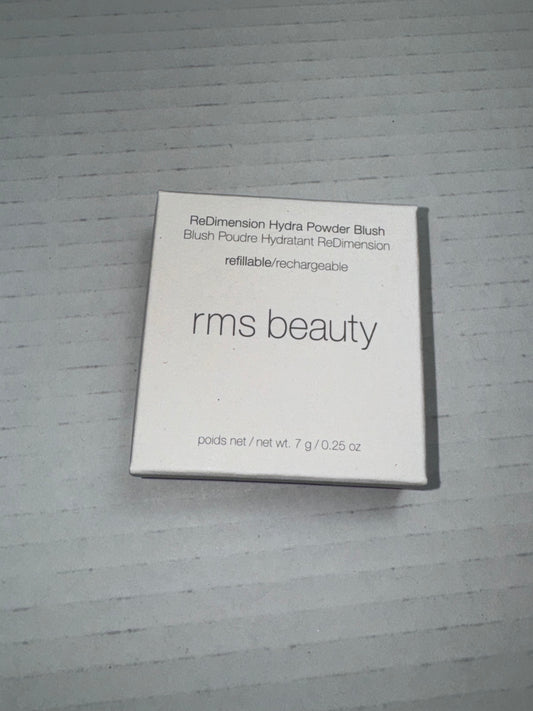 ReDimension Hydra Powder Blush
Blush Poudre Hydratant ReDimension
refillable/rechargeable
rms beauty
poids net / net wt. 7 g / 0.25 oz